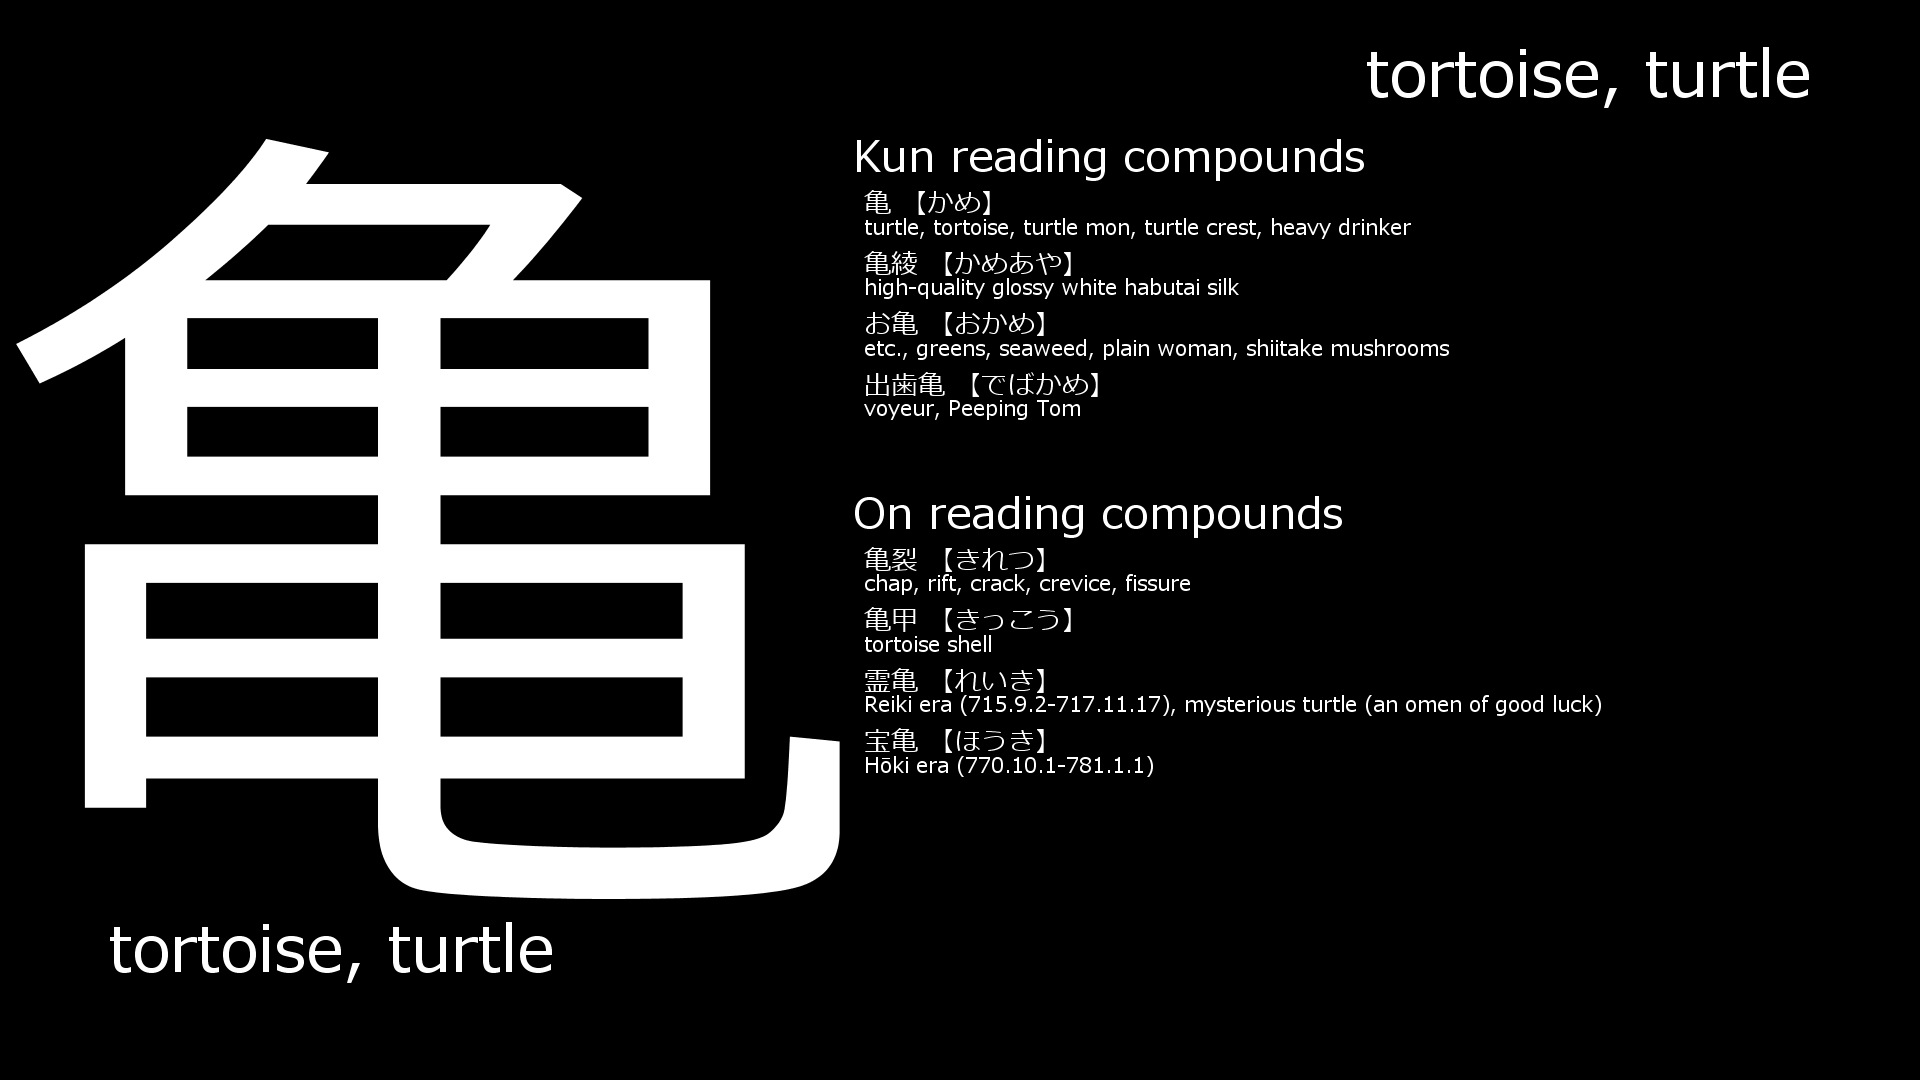 tortoise, turtle
亀
Kun reading compounds
亀 【かめ】
turtle, tortoise, turtle mon, turtle crest, heavy drinker
亀綾 【かめあや】
high-quality glossy white habutai silk
お亀 【おかめ】
etc., greens, seaweed, plain woman, shiitake mushrooms
出歯亀 【でばかめ】
voyeur, Peeping Tom
On reading compounds
亀裂 【きれつ】
chap, rift, crack, crevice, fissure
亀甲 【きっこう】
tortoise shell
霊亀 【れいき】
Reiki era (715.9.2-717.11.17), mysterious turtle (an omen of good luck)
宝亀 【ほうき】
Hōki era (770.10.1-781.1.1)
tortoise, turtle